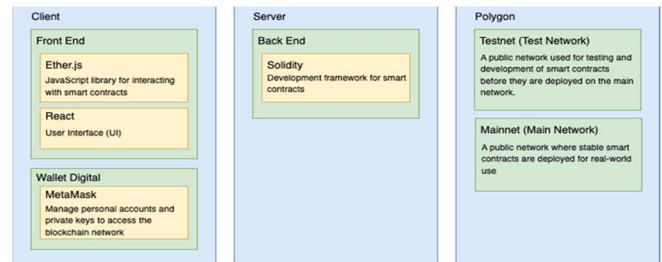 Client
Front End
Ether.js
JavaScript library for interacting
with smart contracts
React
User Interface (UI)
Wallet Digital
MetaMask
Manage personal accounts and
private keys to access the
blockchain network
Server
Back End
Solidity
Development framework for smart
contracts
Polygon
Testnet (Test Network)
A public network used for testing and
development of smart contracts
before they are deployed on the main
network.
Mainnet (Main Network)
A public network where stable smart
contracts are deployed for real-world
use